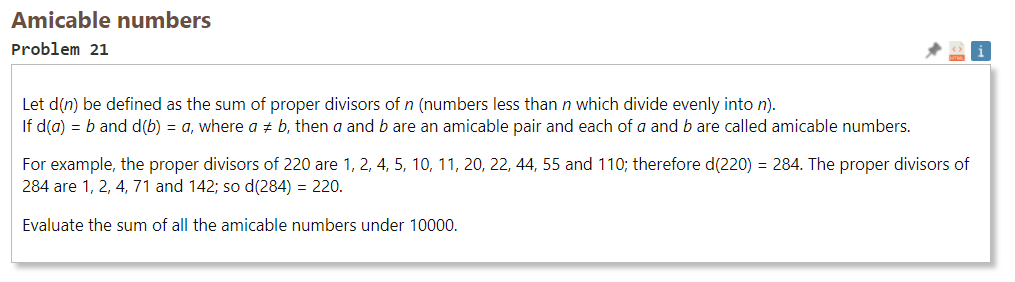 Amicable numbers
Problem 21
Let d(n) be defined as the sum of proper divisors of n (numbers less than n which divide evenly into n).
If d(a) = b and d(b) = a, where a ≠ b, then a and b are an amicable pair and each of a and b are called amicable numbers.
For example, the proper divisors of 220 are 1, 2, 4, 5, 10, 11, 20, 22, 44, 55 and 110; therefore d(220) = 284. The proper divisors of
284 are 1, 2, 4, 71 and 142; so d(284) = 220.
Evaluate the sum of all the amicable numbers under 10000.